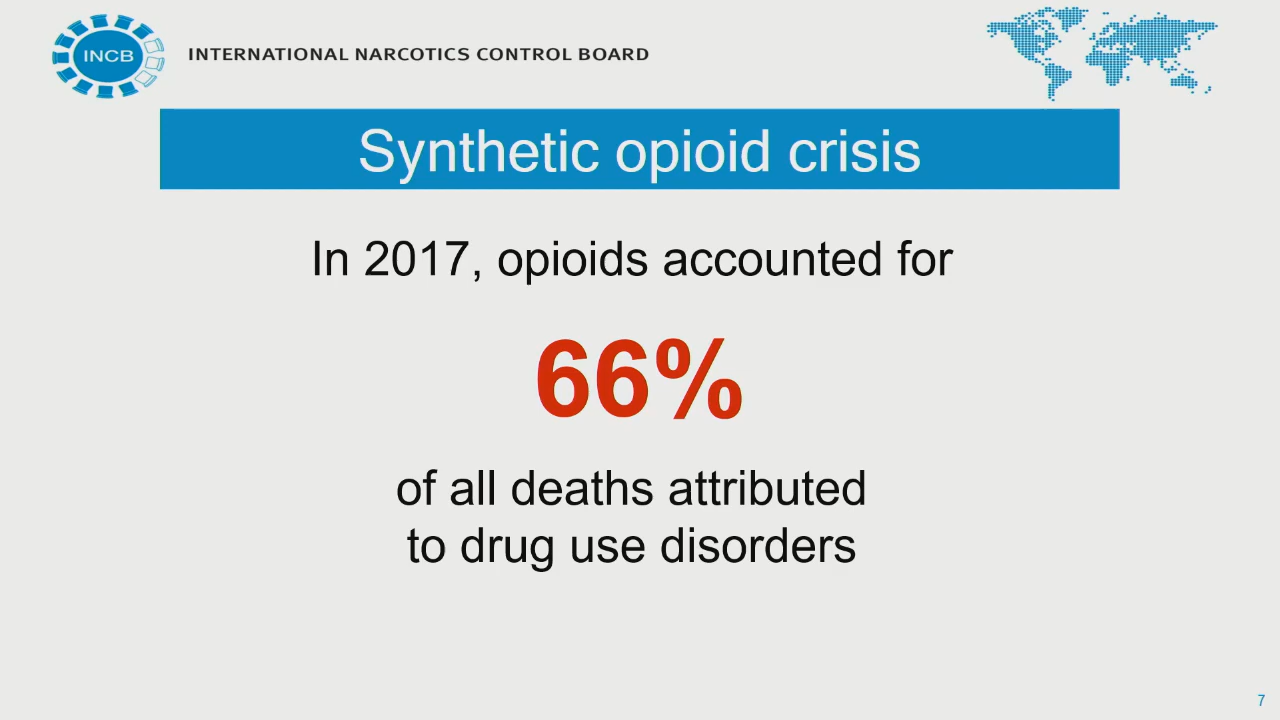 INCB
INTERNATIONAL NARCOTICS CONTROL BOARD
Synthetic opioid crisis
In 2017, opioids accounted for
66%
of all deaths attributed
to drug use disorders
7